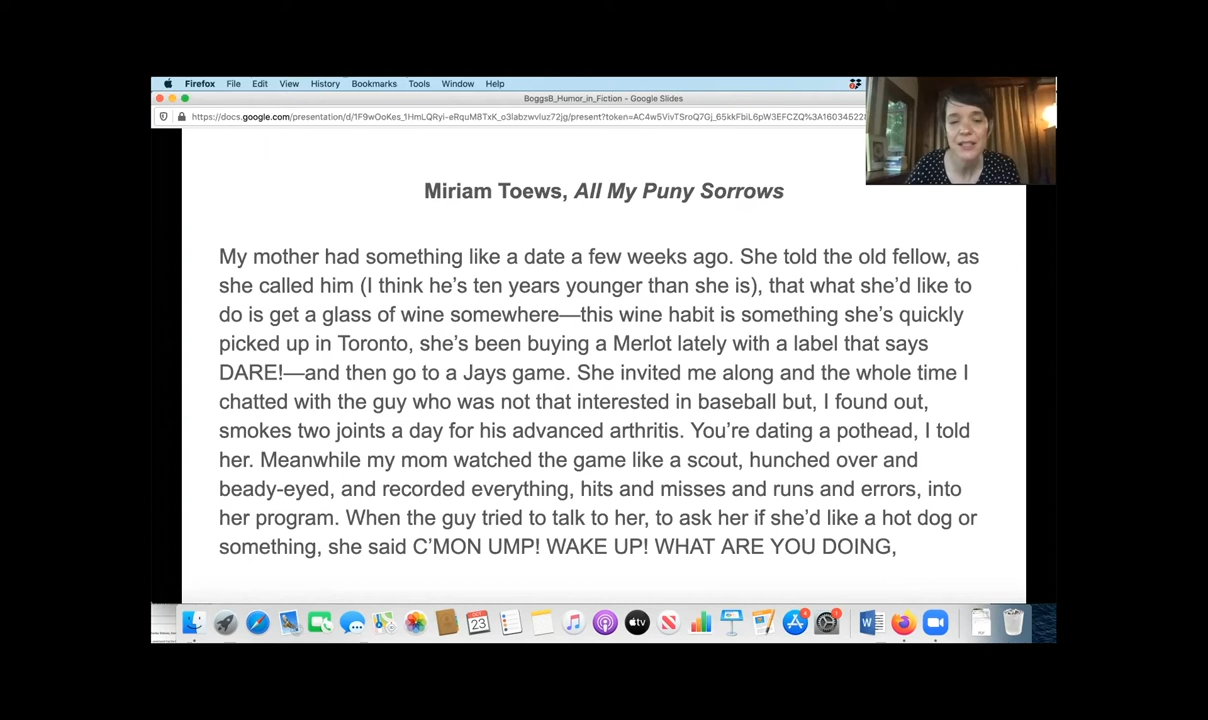 Firefox File Edit View History Bookmarks Tools Window Help
BoggsB_Humor_in_Fiction - Google Slides
Miriam Toews, All My Puny Sorrows
My mother had something like a date a few weeks ago. She told the old fellow, as
she called him (I think he’s ten years younger than she is), that what she’d like to
do is get a glass of wine somewhere—this wine habit is something she’s quickly
picked up in Toronto, she’s been buying a Merlot lately with a label that says
DARE!—and then go to a Jays game. She invited me along and the whole time I
chatted with the guy who was not that interested in baseball but, I found out,
smokes two joints a day for his advanced arthritis. You’re dating a pothead, I told
her. Meanwhile my mom watched the game like a scout, hunched over and
beady-eyed, and recorded everything, hits and misses and runs and errors, into
her program. When the guy tried to talk to her, to ask her if she’d like a hot dog or
something, she said C’MON UMP! WAKE UP! WHAT ARE YOU DOING,
OCT
23
tv
4
1
W